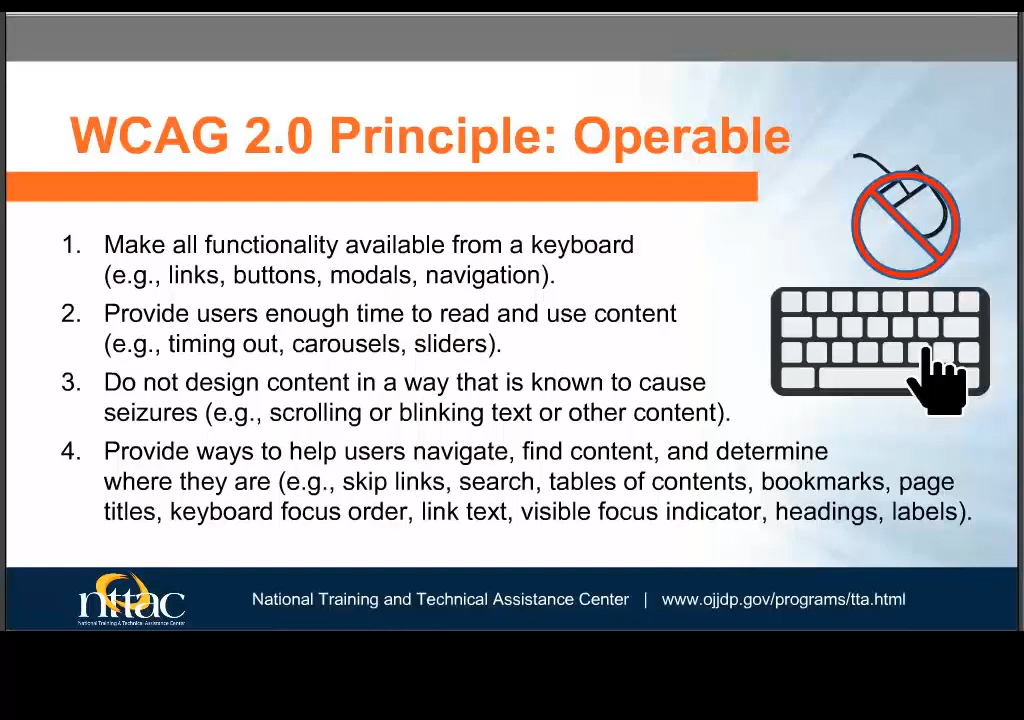 WCAG 2.0 Principle: Operable
1. Make all functionality available from a keyboard
(e.g., links, buttons, modals, navigation).
2. Provide users enough time to read and use content
(e.g., timing out, carousels, sliders).
3. Do not design content in a way that is known to cause
seizures (e.g., scrolling or blinking text or other content).
4. Provide ways to help users navigate, find content, and determine
where they are (e.g., skip links, search, tables of contents, bookmarks, page
titles, keyboard focus order, link text, visible focus indicator, headings, labels).
nttac
National Training & Technical Assistance Center
National Training and Technical Assistance Center | www.ojjdp.gov/programs/tta.html